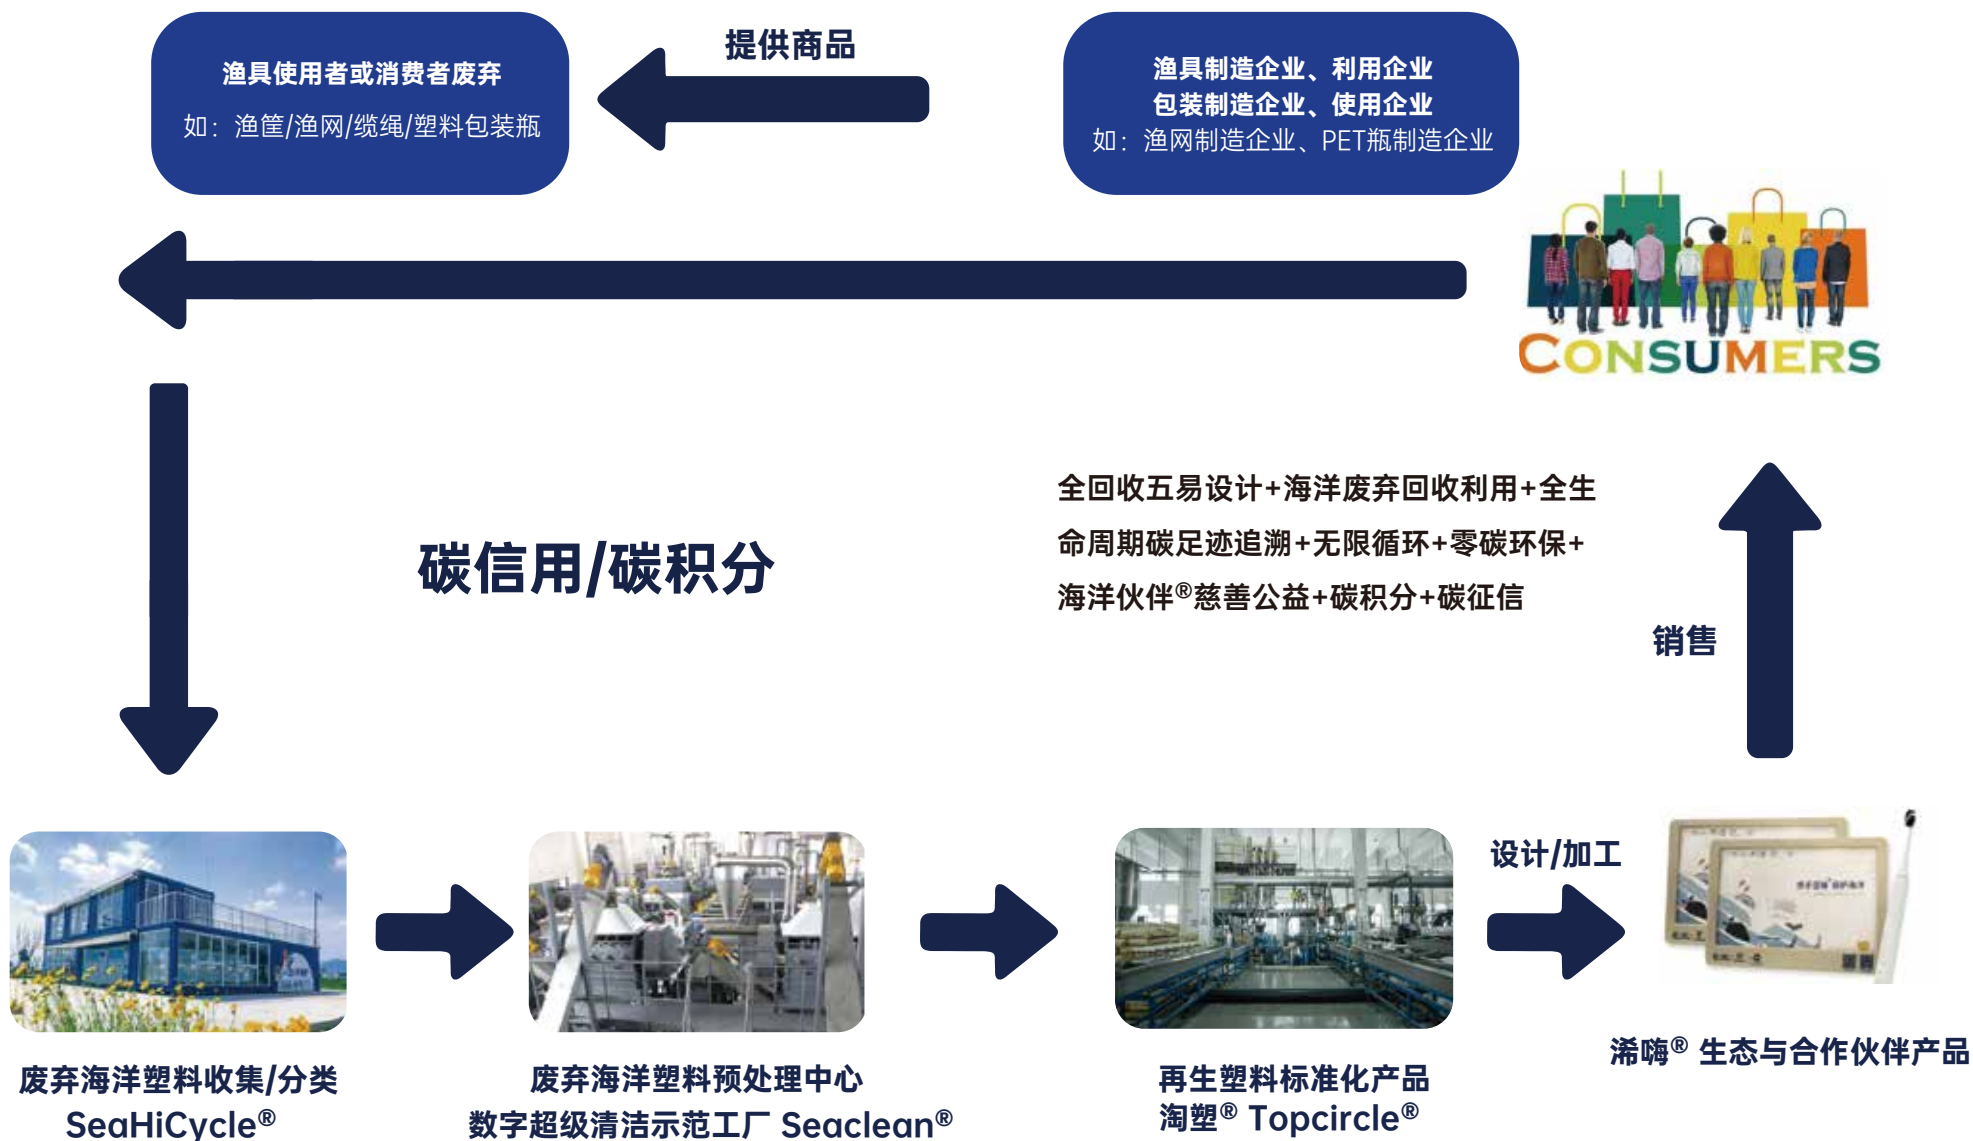 提供商品
渔具使用者或消费者废弃
如：渔筐/渔网/缆绳/塑料包装瓶
渔具制造企业、利用企业
包装制造企业、使用企业
如：渔网制造企业、PET瓶制造企业
CONSUMERS
碳信用/碳积分
全回收五易设计+海洋废弃回收利用+全生
命周期碳足迹追溯+无限循环+零碳环保+
海洋伙伴®慈善公益+碳积分+碳征信
销售
设计/加工
废弃海洋塑料收集/分类
SeaHiCycle®
废弃海洋塑料预处理中心
数字超级清洁示范工厂 Seaclean®
再生塑料标准化产品
淘塑® Topcircle®
浠嗨® 生态与合作伙伴产品